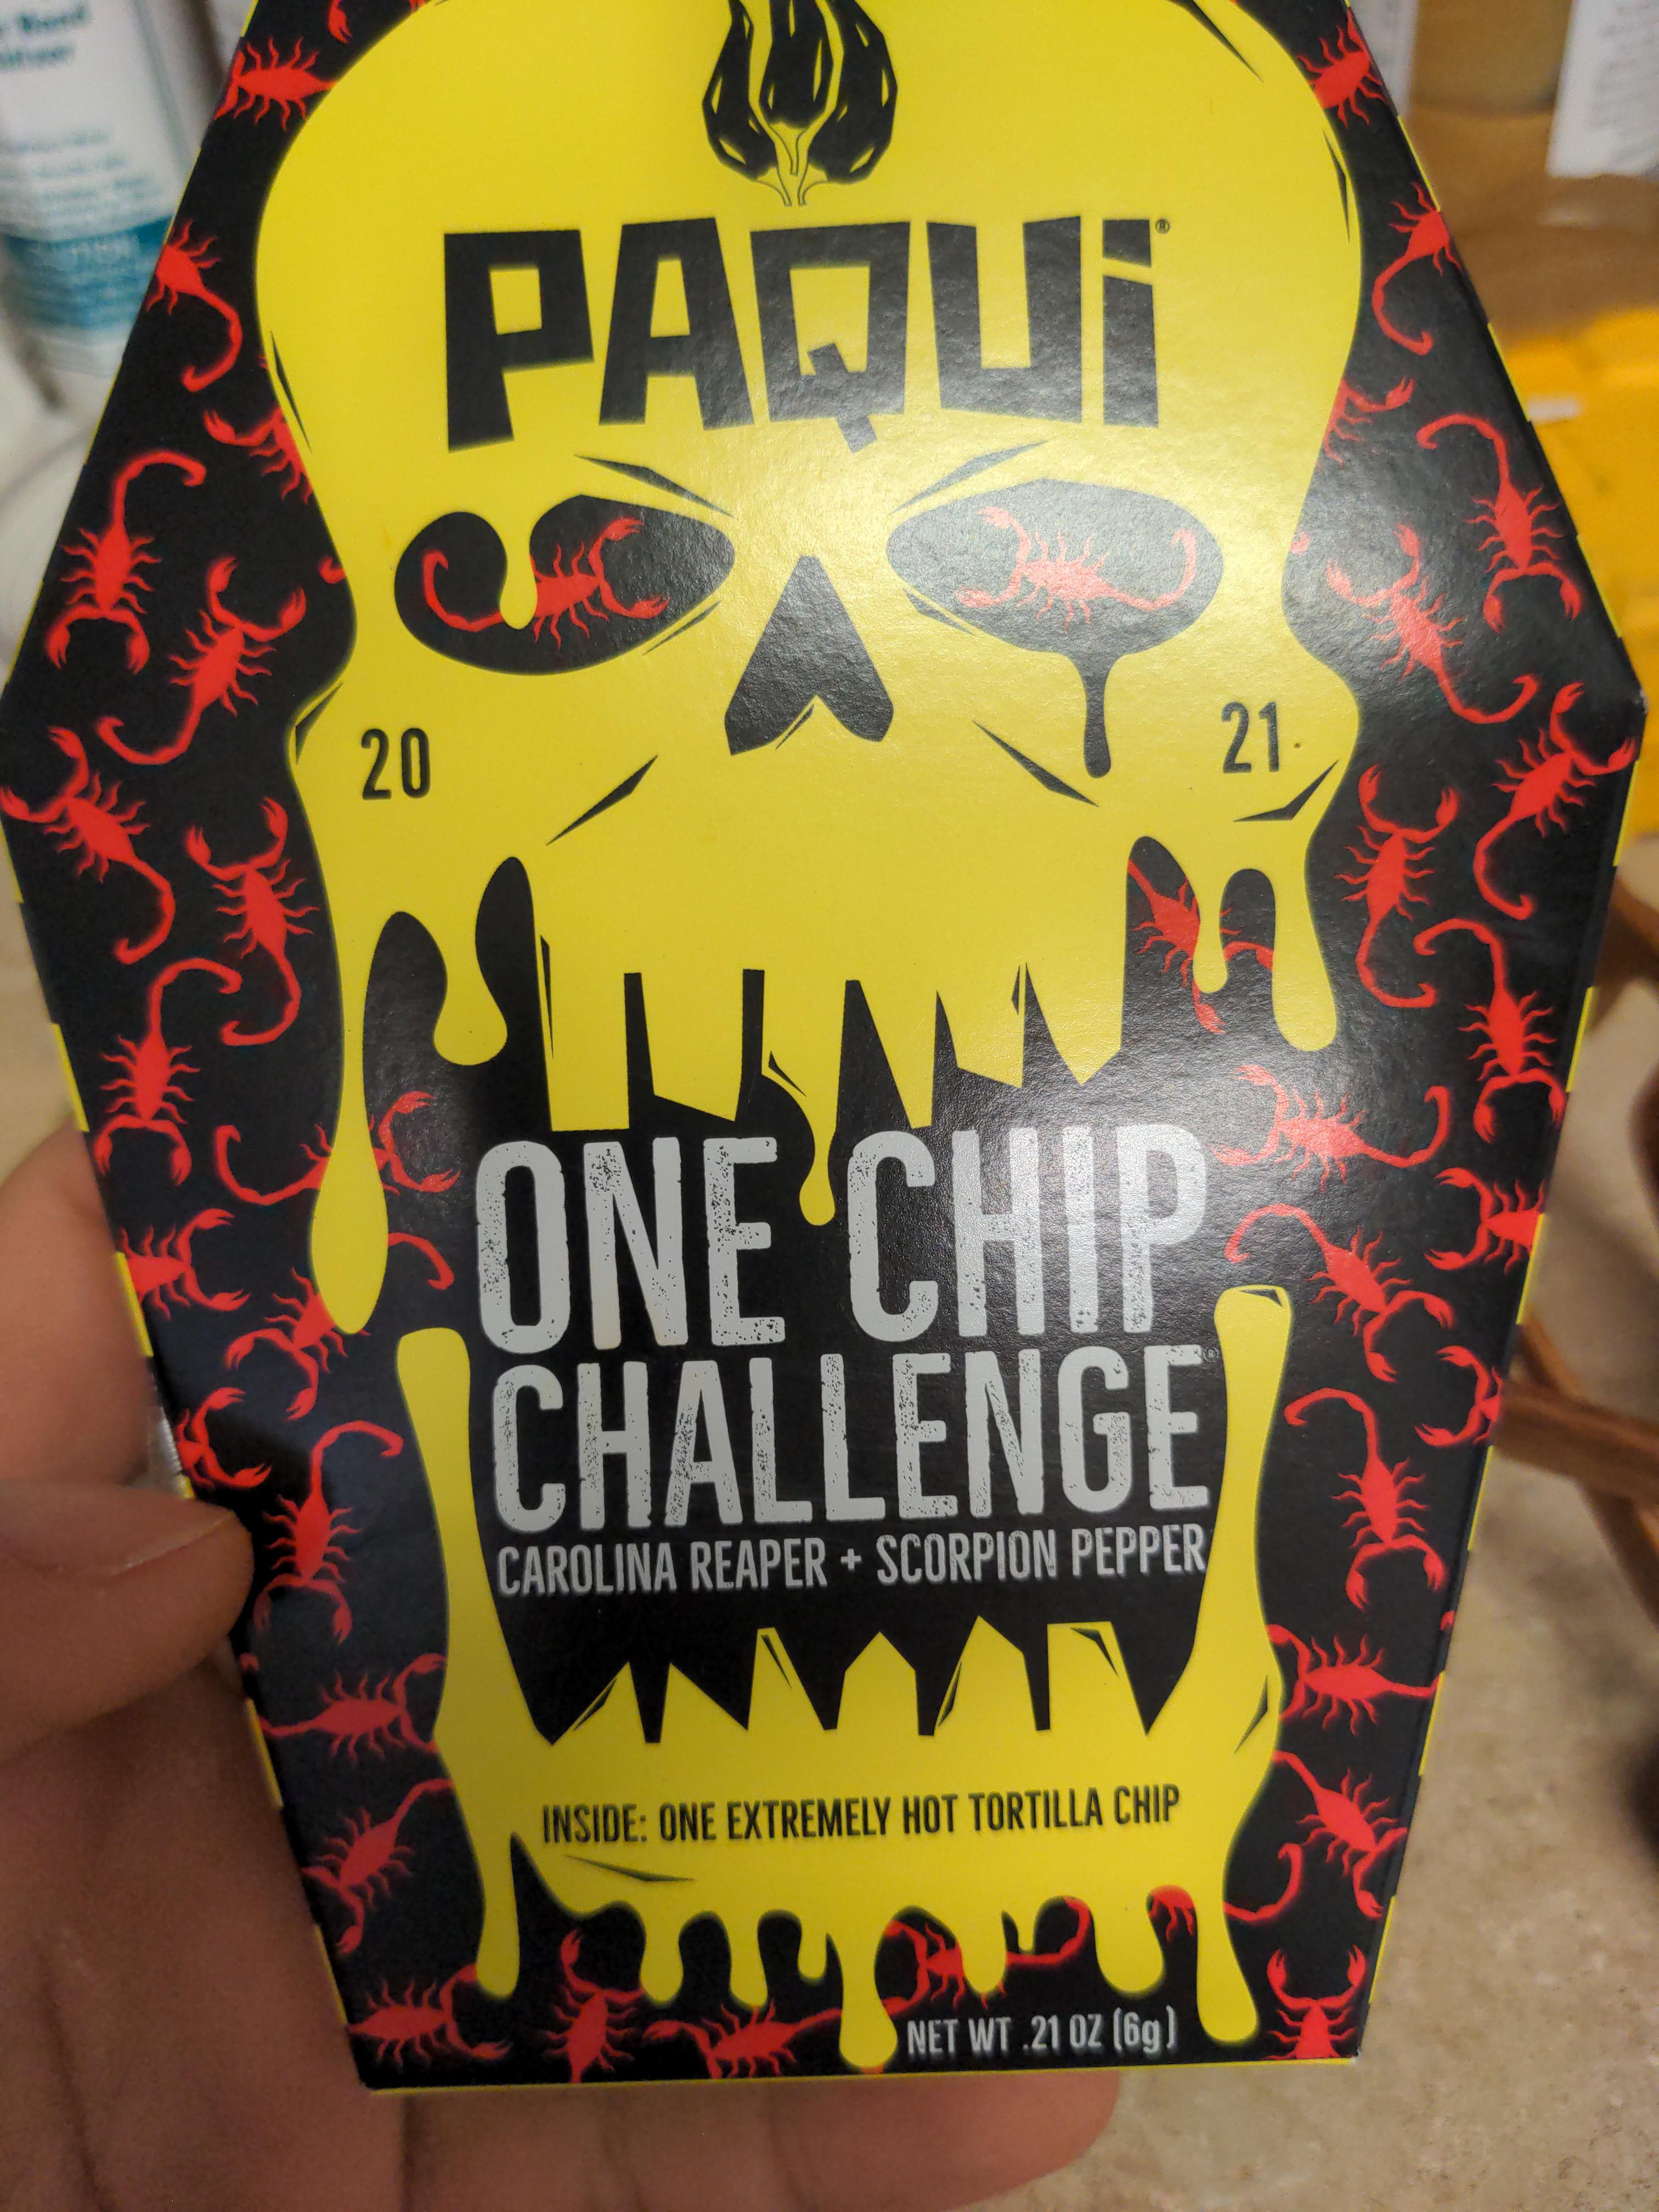 PAQUI®
20 21
ONE CHIP
CHALLENGE®
CAROLINA REAPER + SCORPION PEPPER
INSIDE: ONE EXTREMELY HOT TORTILLA CHIP
NET WT .21 OZ (6g)